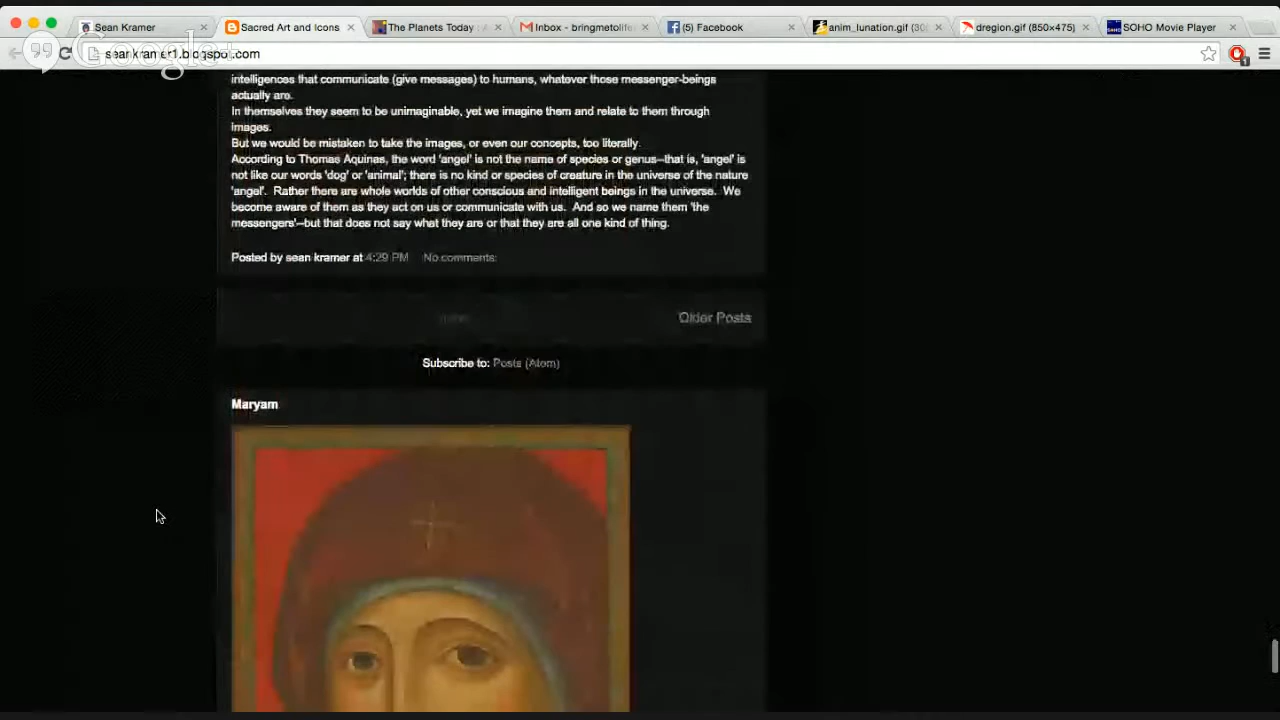 Sean Kramer
Sacred Art and Icons
The Planets Today : A
Inbox - bringmetolife
(5) Facebook
anim_lunation.gif (30
dregion.gif (850×475)
SOHO Movie Player
Google+
seankramer1.blogspot.com
intelligences that communicate (give messages) to humans, whatever those messenger-beings
actually are.
In themselves they seem to be unimaginable, yet we imagine them and relate to them through
images.
But we would be mistaken to take the images, or even our concepts, too literally.
According to Thomas Aquinas, the word 'angel' is not the name of species or genus--that is, 'angel' is
not like our words 'dog' or 'animal'; there is no kind or species of creature in the universe of the nature
'angel'. Rather there are whole worlds of other conscious and intelligent beings in the universe. We
become aware of them as they act on us or communicate with us. And so we name them 'the
messengers'--but that does not say what they are or that they are all one kind of thing.
Posted by sean kramer at 4:29 PM No comments:
Older Posts
Subscribe to: Posts (Atom)
Maryam